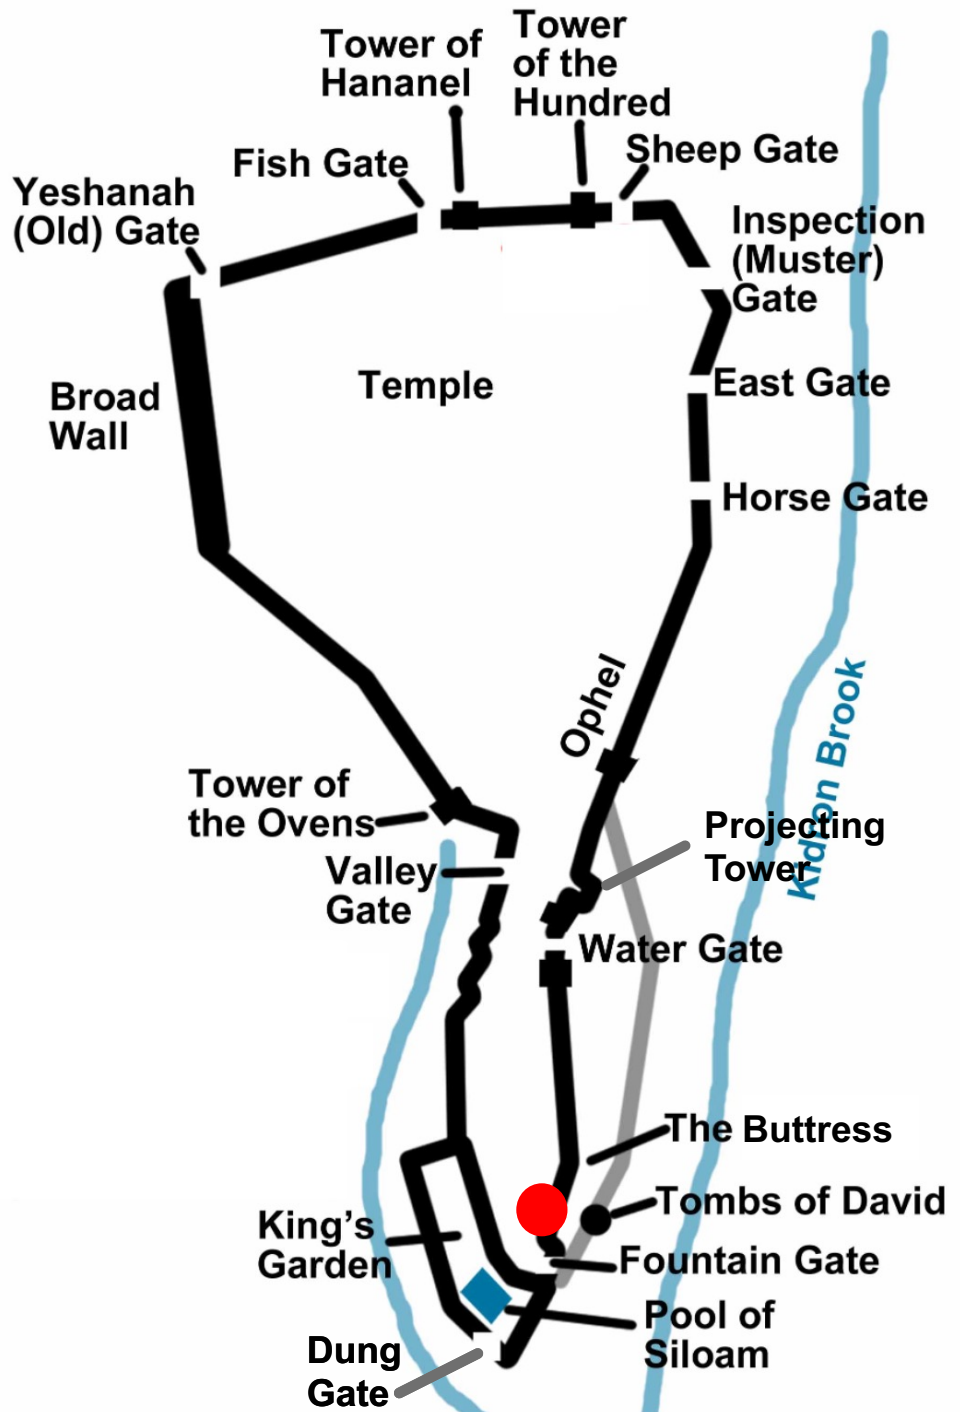 Tower of
Hananel
Tower
of the
Hundred
Fish Gate
Sheep Gate
Yeshanah
(Old) Gate
Inspection
(Muster)
Gate
Broad
Wall
Temple
East Gate
Horse Gate
Ophel
Kidron Brook
Tower of
the Ovens
Projecting
Tower
Valley
Gate
Water Gate
The Buttress
Tombs of David
King's
Garden
Fountain Gate
Pool of
Siloam
Dung
Gate